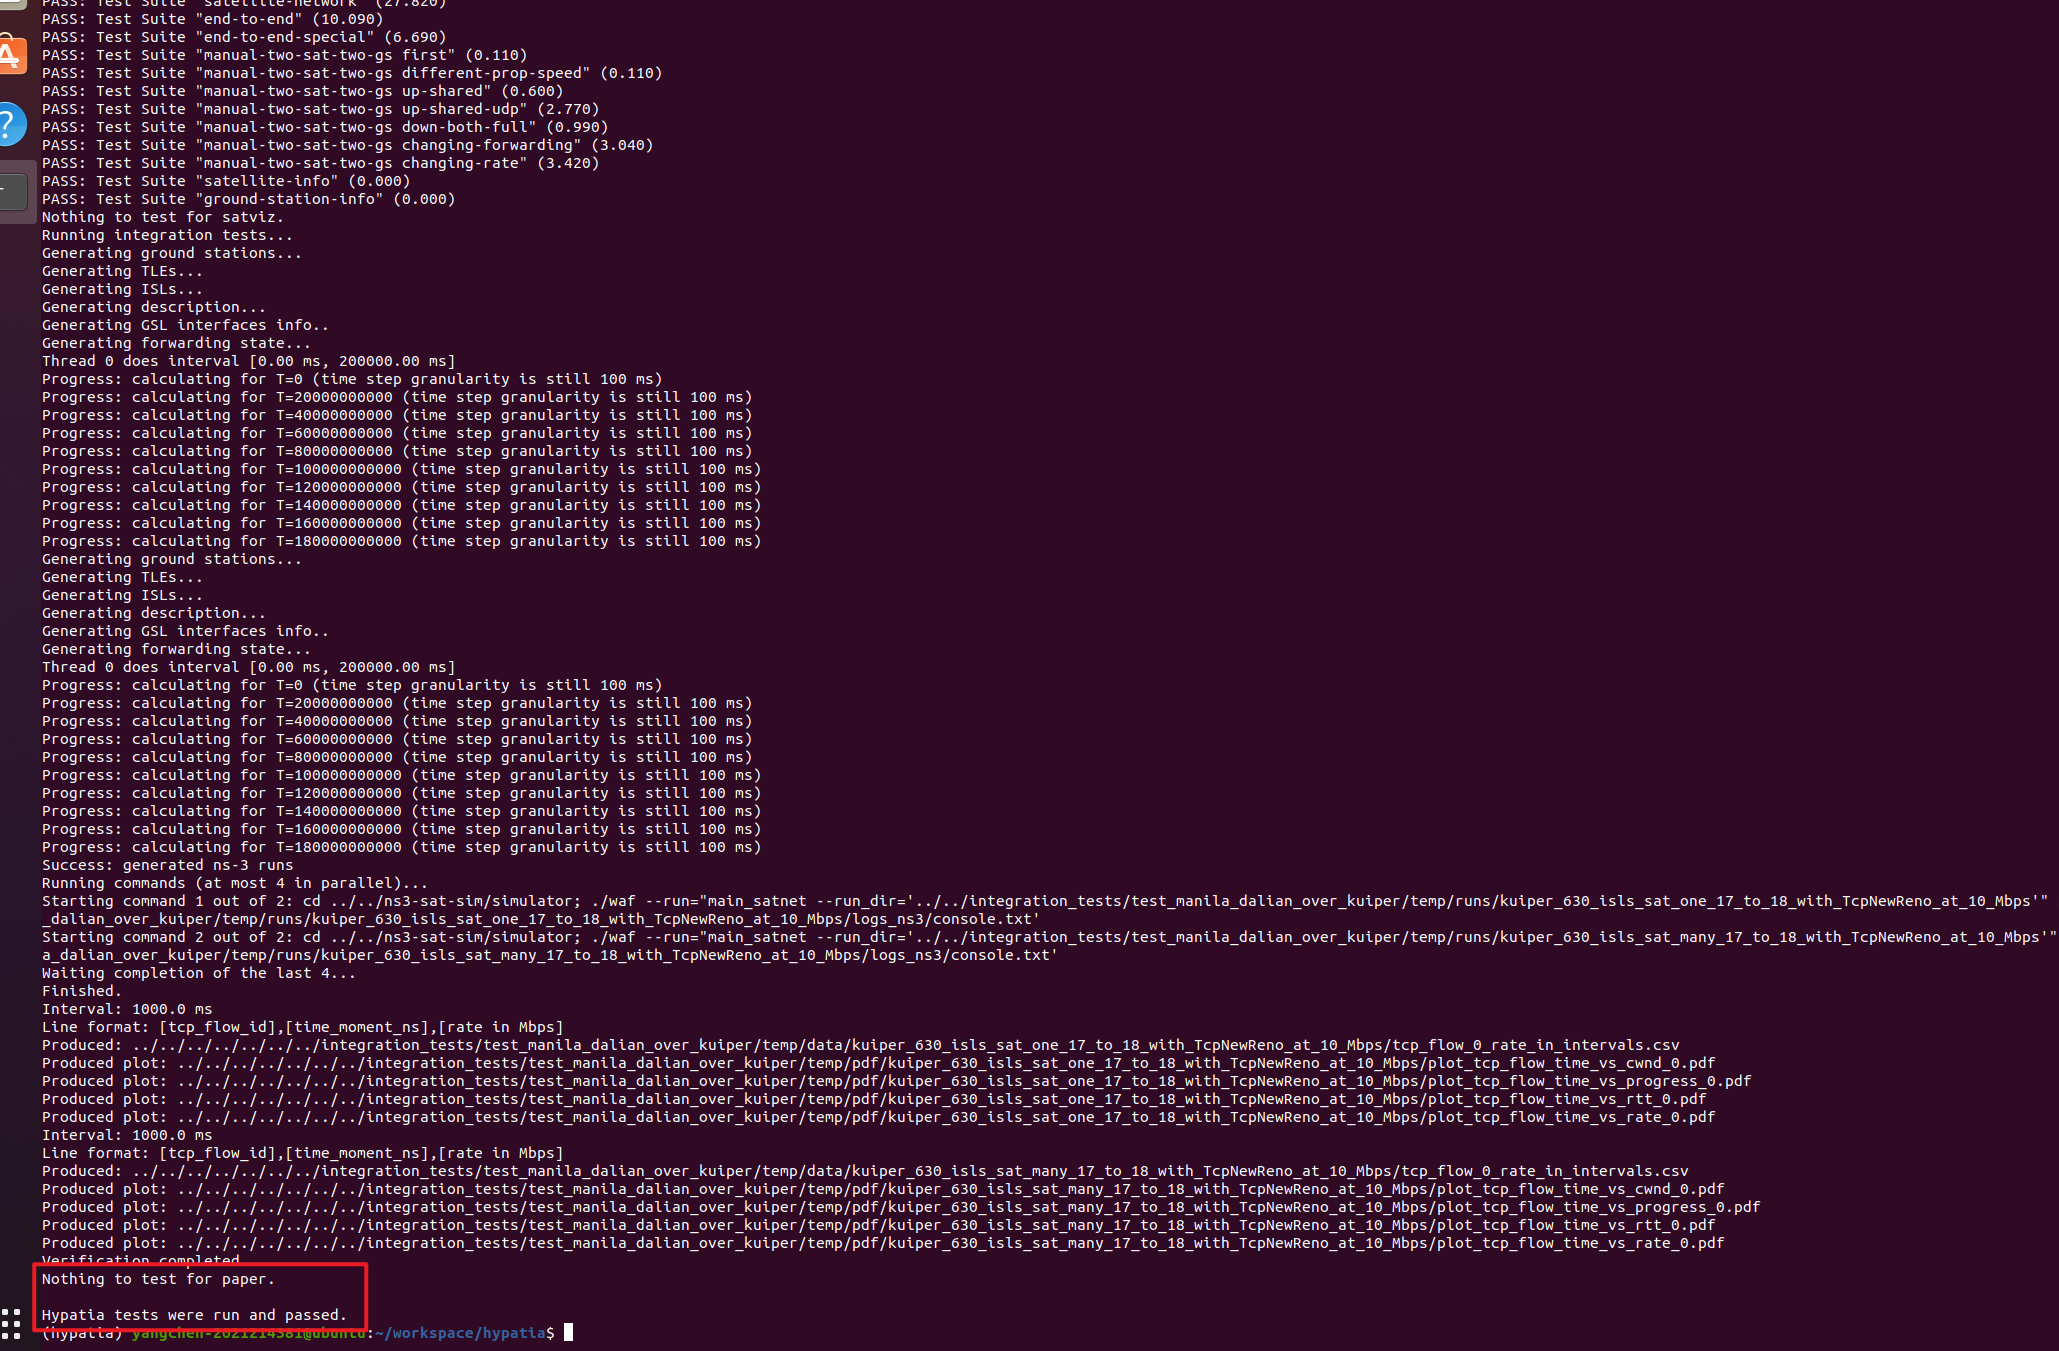 PASS: Test Suite "satellite-network" (27.820)
PASS: Test Suite "end-to-end" (10.090)
PASS: Test Suite "end-to-end-special" (6.690)
PASS: Test Suite "manual-two-sat-two-gs first" (0.110)
PASS: Test Suite "manual-two-sat-two-gs different-prop-speed" (0.110)
PASS: Test Suite "manual-two-sat-two-gs up-shared" (0.600)
PASS: Test Suite "manual-two-sat-two-gs up-shared-udp" (2.770)
PASS: Test Suite "manual-two-sat-two-gs down-both-full" (0.990)
PASS: Test Suite "manual-two-sat-two-gs changing-forwarding" (3.040)
PASS: Test Suite "manual-two-sat-two-gs changing-rate" (3.420)
PASS: Test Suite "satellite-info" (0.000)
PASS: Test Suite "ground-station-info" (0.000)
Nothing to test for satviz.
Running integration tests...
Generating ground stations...
Generating TLEs...
Generating ISLs...
Generating description...
Generating GSL interfaces info..
Generating forwarding state...
Thread 0 does interval [0.00 ms, 200000.00 ms]
Progress: calculating for T=0 (time step granularity is still 100 ms)
Progress: calculating for T=20000000000 (time step granularity is still 100 ms)
Progress: calculating for T=40000000000 (time step granularity is still 100 ms)
Progress: calculating for T=60000000000 (time step granularity is still 100 ms)
Progress: calculating for T=80000000000 (time step granularity is still 100 ms)
Progress: calculating for T=100000000000 (time step granularity is still 100 ms)
Progress: calculating for T=120000000000 (time step granularity is still 100 ms)
Progress: calculating for T=140000000000 (time step granularity is still 100 ms)
Progress: calculating for T=160000000000 (time step granularity is still 100 ms)
Progress: calculating for T=180000000000 (time step granularity is still 100 ms)
Generating ground stations...
Generating TLEs...
Generating ISLs...
Generating description...
Generating GSL interfaces info..
Generating forwarding state...
Thread 0 does interval [0.00 ms, 200000.00 ms]
Progress: calculating for T=0 (time step granularity is still 100 ms)
Progress: calculating for T=20000000000 (time step granularity is still 100 ms)
Progress: calculating for T=40000000000 (time step granularity is still 100 ms)
Progress: calculating for T=60000000000 (time step granularity is still 100 ms)
Progress: calculating for T=80000000000 (time step granularity is still 100 ms)
Progress: calculating for T=100000000000 (time step granularity is still 100 ms)
Progress: calculating for T=120000000000 (time step granularity is still 100 ms)
Progress: calculating for T=140000000000 (time step granularity is still 100 ms)
Progress: calculating for T=160000000000 (time step granularity is still 100 ms)
Progress: calculating for T=180000000000 (time step granularity is still 100 ms)
Success: generated ns-3 runs
Running commands (at most 4 in parallel)...
Starting command 1 out of 2: cd ../../ns3-sat-sim/simulator; ./waf --run="main_satnet --run_dir='../../integration_tests/test_manila_dalian_over_kuiper/temp/runs/kuiper_630_isls_sat_one_17_to_18_with_TcpNewReno_at_10_Mbps'"
_dalian_over_kuiper/temp/runs/kuiper_630_isls_sat_one_17_to_18_with_TcpNewReno_at_10_Mbps/logs_ns3/console.txt'
Starting command 2 out of 2: cd ../../ns3-sat-sim/simulator; ./waf --run="main_satnet --run_dir='../../integration_tests/test_manila_dalian_over_kuiper/temp/runs/kuiper_630_isls_sat_many_17_to_18_with_TcpNewReno_at_10_Mbps'"
a_dalian_over_kuiper/temp/runs/kuiper_630_isls_sat_many_17_to_18_with_TcpNewReno_at_10_Mbps/logs_ns3/console.txt'
Waiting completion of the last 4...
Finished.
Interval: 1000.0 ms
Line format: [tcp_flow_id],[time_moment_ns],[rate in Mbps]
Produced: ../../../../../../../integration_tests/test_manila_dalian_over_kuiper/temp/data/kuiper_630_isls_sat_one_17_to_18_with_TcpNewReno_at_10_Mbps/tcp_flow_0_rate_in_intervals.csv
Produced plot: ../../../../../../../integration_tests/test_manila_dalian_over_kuiper/temp/pdf/kuiper_630_isls_sat_one_17_to_18_with_TcpNewReno_at_10_Mbps/plot_tcp_flow_time_vs_cwnd_0.pdf
Produced plot: ../../../../../../../integration_tests/test_manila_dalian_over_kuiper/temp/pdf/kuiper_630_isls_sat_one_17_to_18_with_TcpNewReno_at_10_Mbps/plot_tcp_flow_time_vs_progress_0.pdf
Produced plot: ../../../../../../../integration_tests/test_manila_dalian_over_kuiper/temp/pdf/kuiper_630_isls_sat_one_17_to_18_with_TcpNewReno_at_10_Mbps/plot_tcp_flow_time_vs_rtt_0.pdf
Produced plot: ../../../../../../../integration_tests/test_manila_dalian_over_kuiper/temp/pdf/kuiper_630_isls_sat_one_17_to_18_with_TcpNewReno_at_10_Mbps/plot_tcp_flow_time_vs_rate_0.pdf
Interval: 1000.0 ms
Line format: [tcp_flow_id],[time_moment_ns],[rate in Mbps]
Produced: ../../../../../../../integration_tests/test_manila_dalian_over_kuiper/temp/data/kuiper_630_isls_sat_many_17_to_18_with_TcpNewReno_at_10_Mbps/tcp_flow_0_rate_in_intervals.csv
Produced plot: ../../../../../../../integration_tests/test_manila_dalian_over_kuiper/temp/pdf/kuiper_630_isls_sat_many_17_to_18_with_TcpNewReno_at_10_Mbps/plot_tcp_flow_time_vs_cwnd_0.pdf
Produced plot: ../../../../../../../integration_tests/test_manila_dalian_over_kuiper/temp/pdf/kuiper_630_isls_sat_many_17_to_18_with_TcpNewReno_at_10_Mbps/plot_tcp_flow_time_vs_progress_0.pdf
Produced plot: ../../../../../../../integration_tests/test_manila_dalian_over_kuiper/temp/pdf/kuiper_630_isls_sat_many_17_to_18_with_TcpNewReno_at_10_Mbps/plot_tcp_flow_time_vs_rtt_0.pdf
Produced plot: ../../../../../../../integration_tests/test_manila_dalian_over_kuiper/temp/pdf/kuiper_630_isls_sat_many_17_to_18_with_TcpNewReno_at_10_Mbps/plot_tcp_flow_time_vs_rate_0.pdf
Verification completed
Nothing to test for paper.
Hypatia tests were run and passed.
(hypatia) yangchen-2021214381@ubuntu:~/workspace/hypatia$